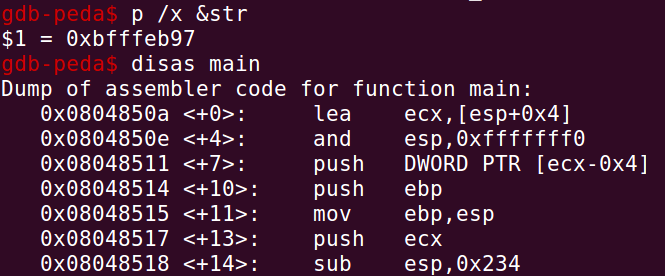 gdb-peda$ p /x &str
$1 = 0xbfffeb97
gdb-peda$ disas main
Dump of assembler code for function main:
0x0804850a <+0>: lea ecx,[esp+0x4]
0x0804850e <+4>: and esp,0xfffffff0
0x08048511 <+7>: push DWORD PTR [ecx-0x4]
0x08048514 <+10>: push ebp
0x08048515 <+11>: mov ebp,esp
0x08048517 <+13>: push ecx
0x08048518 <+14>: sub esp,0x234